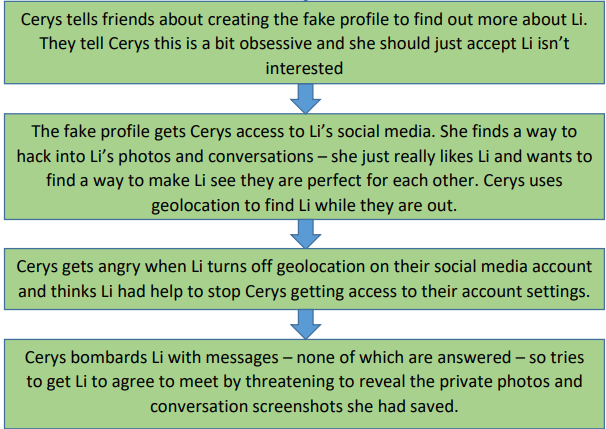 Cerys tells friends about creating the fake profile to find out more about Li.
They tell Cerys this is a bit obsessive and she should just accept Li isn’t
interested
The fake profile gets Cerys access to Li’s social media. She finds a way to
hack into Li’s photos and conversations – she just really likes Li and wants to
find a way to make Li see they are perfect for each other. Cerys uses
geolocation to find Li while they are out.
Cerys gets angry when Li turns off geolocation on their social media account
and thinks Li had help to stop Cerys getting access to their account settings.
Cerys bombards Li with messages – none of which are answered – so tries
to get Li to agree to meet by threatening to reveal the private photos and
conversation screenshots she had saved.